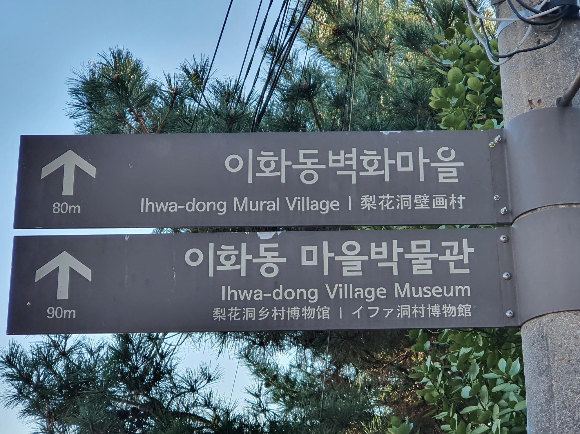 이화동벽화마을
80m
Ihwa-dong Mural Village | 梨花洞壁画村
이화동 마을박물관
Ihwa-dong Village Museum
90m
梨花洞乡村博物馆 | イファ洞村博物館